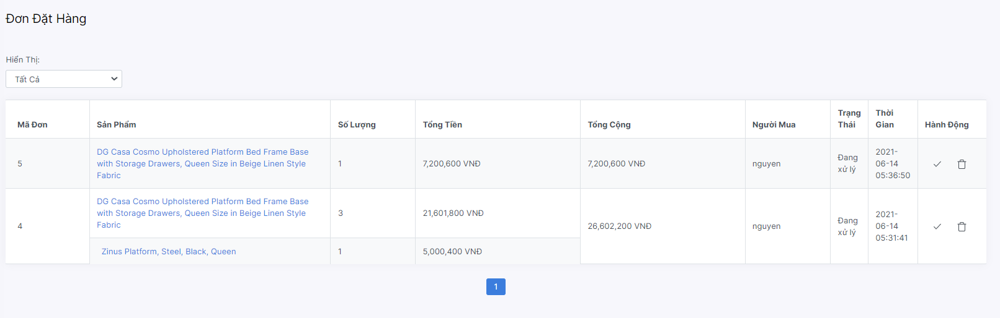 Đơn Đặt Hàng
Hiển Thị:
Tất Cả
Mã Đơn
Sản Phẩm
Số Lượng
Tổng Tiền
Tổng Cộng
Người Mua
Trạng
Thái
Thời
Gian
Hành Động
5
DG Casa Cosmo Upholstered Platform Bed Frame Base
with Storage Drawers, Queen Size in Beige Linen Style
Fabric
1
7,200,600 VNĐ
7,200,600 VNĐ
nguyen
Đang
xử lý
2021-
06-14
05:36:50
4
DG Casa Cosmo Upholstered Platform Bed Frame Base
with Storage Drawers, Queen Size in Beige Linen Style
Fabric
3
21,601,800 VNĐ
26,602,200 VNĐ
nguyen
Đang
xử lý
2021-
06-14
05:31:41
Zinus Platform, Steel, Black, Queen
1
5,000,400 VNĐ
1